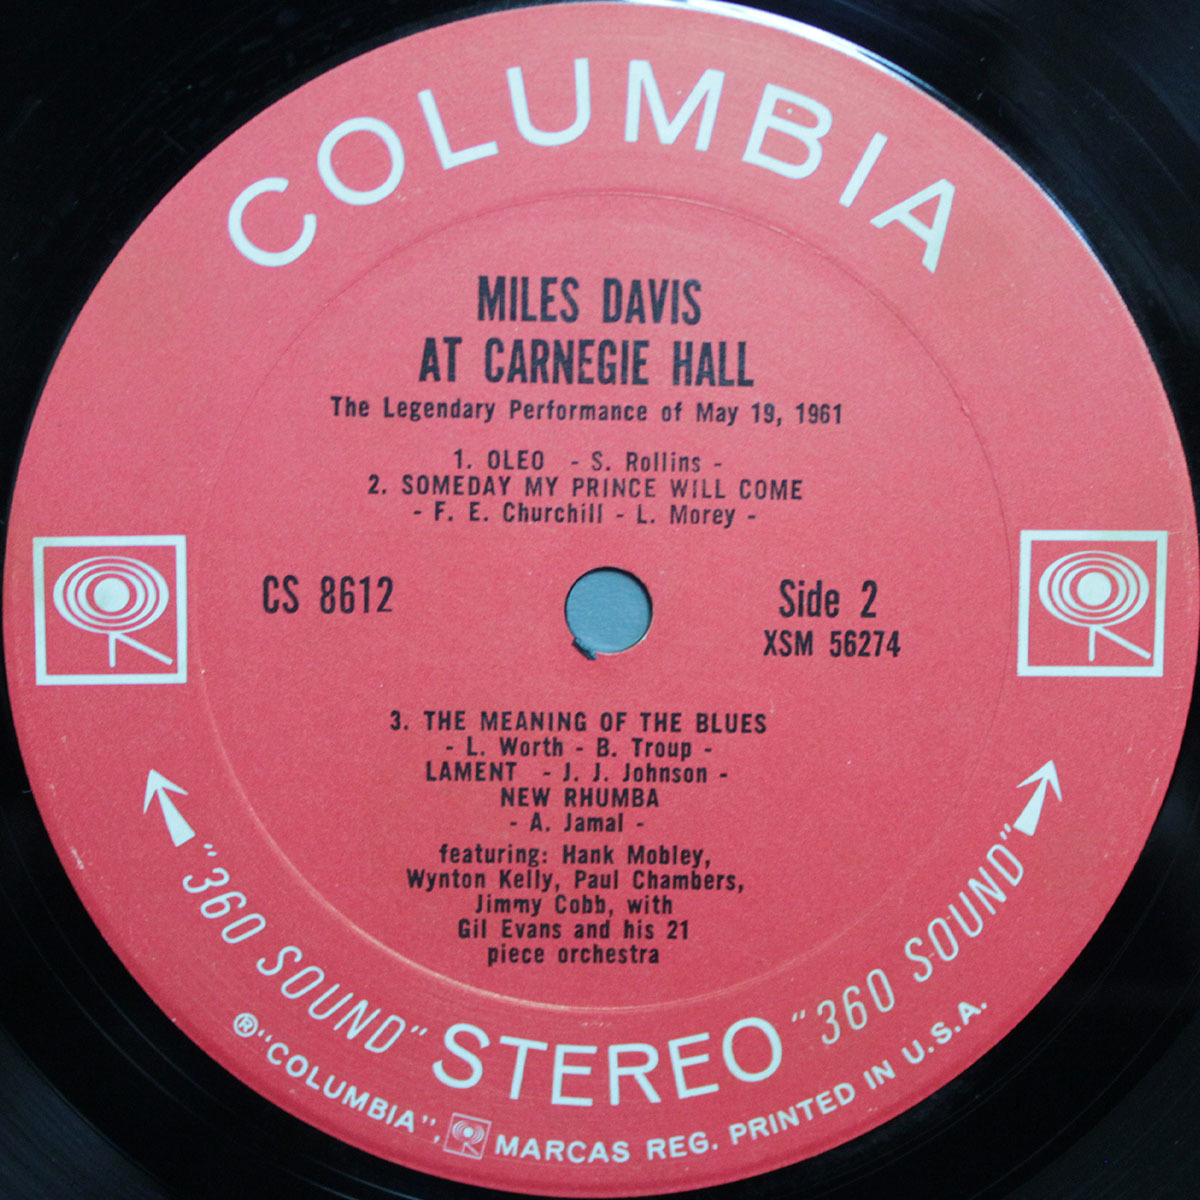 COLUMBIA
MILES DAVIS
AT CARNEGIE HALL
The Legendary Performance of May 19, 1961
1. OLEO - S. Rollins -
2. SOMEDAY MY PRINCE WILL COME
- F. E. Churchill - L. Morey -
CS 8612
Side 2
XSM 56274
3. THE MEANING OF THE BLUES
- L. Worth - B. Troup -
LAMENT - J. J. Johnson -
NEW RHUMBA
- A. Jamal -
featuring: Hank Mobley,
Wynton Kelly, Paul Chambers,
Jimmy Cobb, with
Gil Evans and his 21
piece orchestra
"360 SOUND" STEREO "360 SOUND"
®"COLUMBIA", MARCAS REG. PRINTED IN U.S.A.